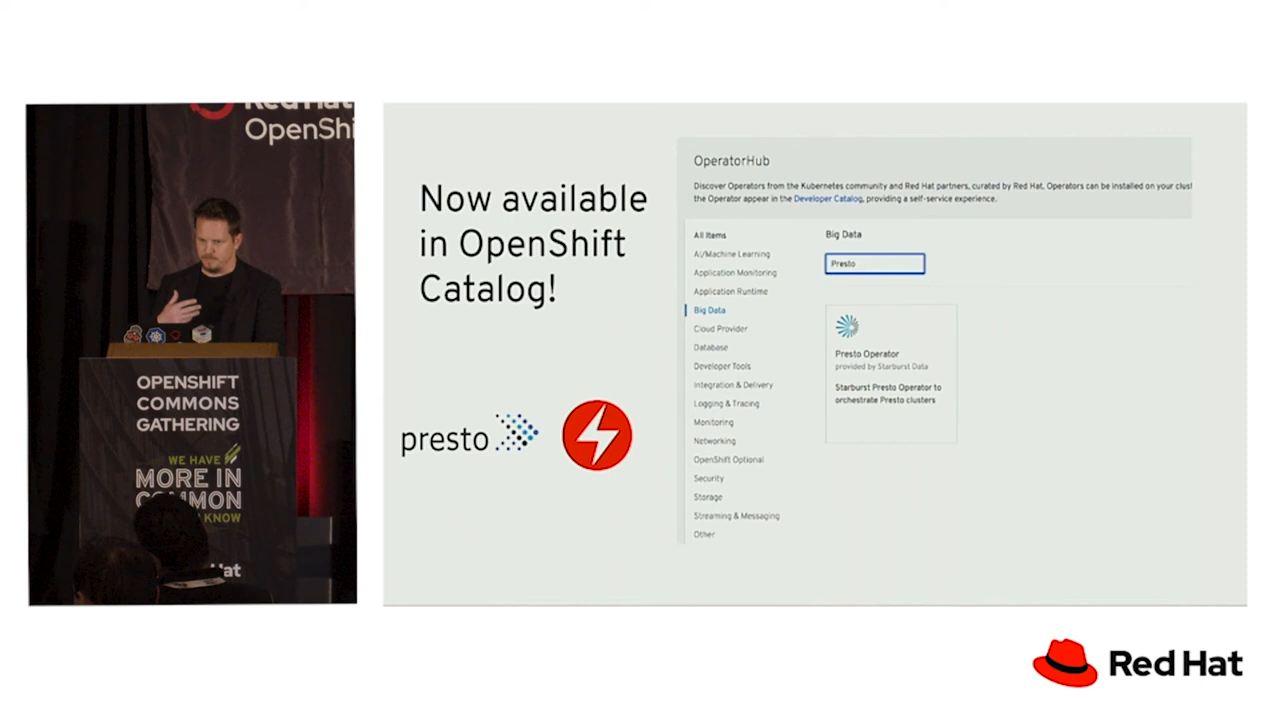 OpenShi
OPENSHIFT
COMMONS
GATHERING
WE HAVE
MORE IN
COMMON
KNOW
Now available
in OpenShift
Catalog!
presto
OperatorHub
Discover Operators from the Kubernetes community and Red Hat partners, curated by Red Hat. Operators can be installed on your clust
the Operator appear in the Developer Catalog, providing a self-service experience.
All Items
AI/Machine Learning
Application Monitoring
Application Runtime
Big Data
Cloud Provider
Database
Developer Tools
Integration & Delivery
Logging & Tracing
Monitoring
Networking
OpenShift Optional
Security
Storage
Streaming & Messaging
Other
Big Data
Presto
Presto Operator
provided by Starburst Data
Starburst Presto Operator to
orchestrate Presto clusters
Red Hat